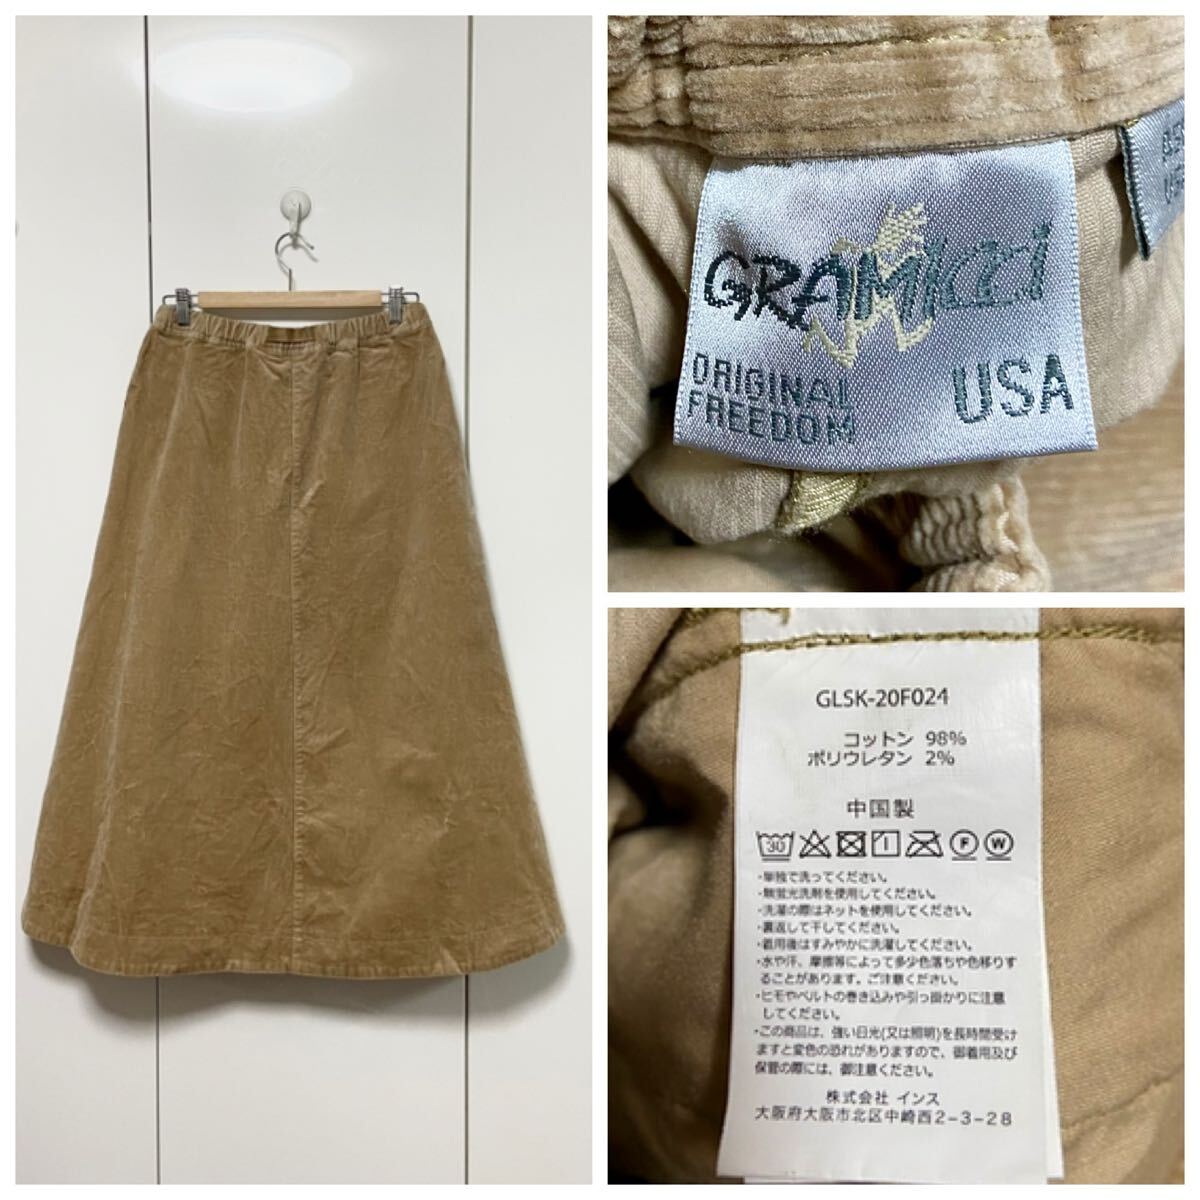 GRAMICCI
ORIGINAL
FREEDOM
USA
GLSK-20F024
コットン 98%
ポリウレタン 2%
中国製
30
F
W
・単独で洗ってください。
・無蛍光洗剤を使用してください。
・洗濯の際はネットを使用してください。
・裏返して干してください。
・着用後はすみやかに洗濯してください。
・水や汗、摩擦等によって多少色落ちや色移りす
ることがあります。ご注意ください。
・ヒモやベルトの巻き込みや引っ掛かりに注意
してください。
・この商品は、強い日光(又は照明)を長時間受け
ますと変色の恐れがありますので、御着用及び
保管の際には、御注意ください。
株式会社 インス
大阪府大阪市北区中崎西2-3-28